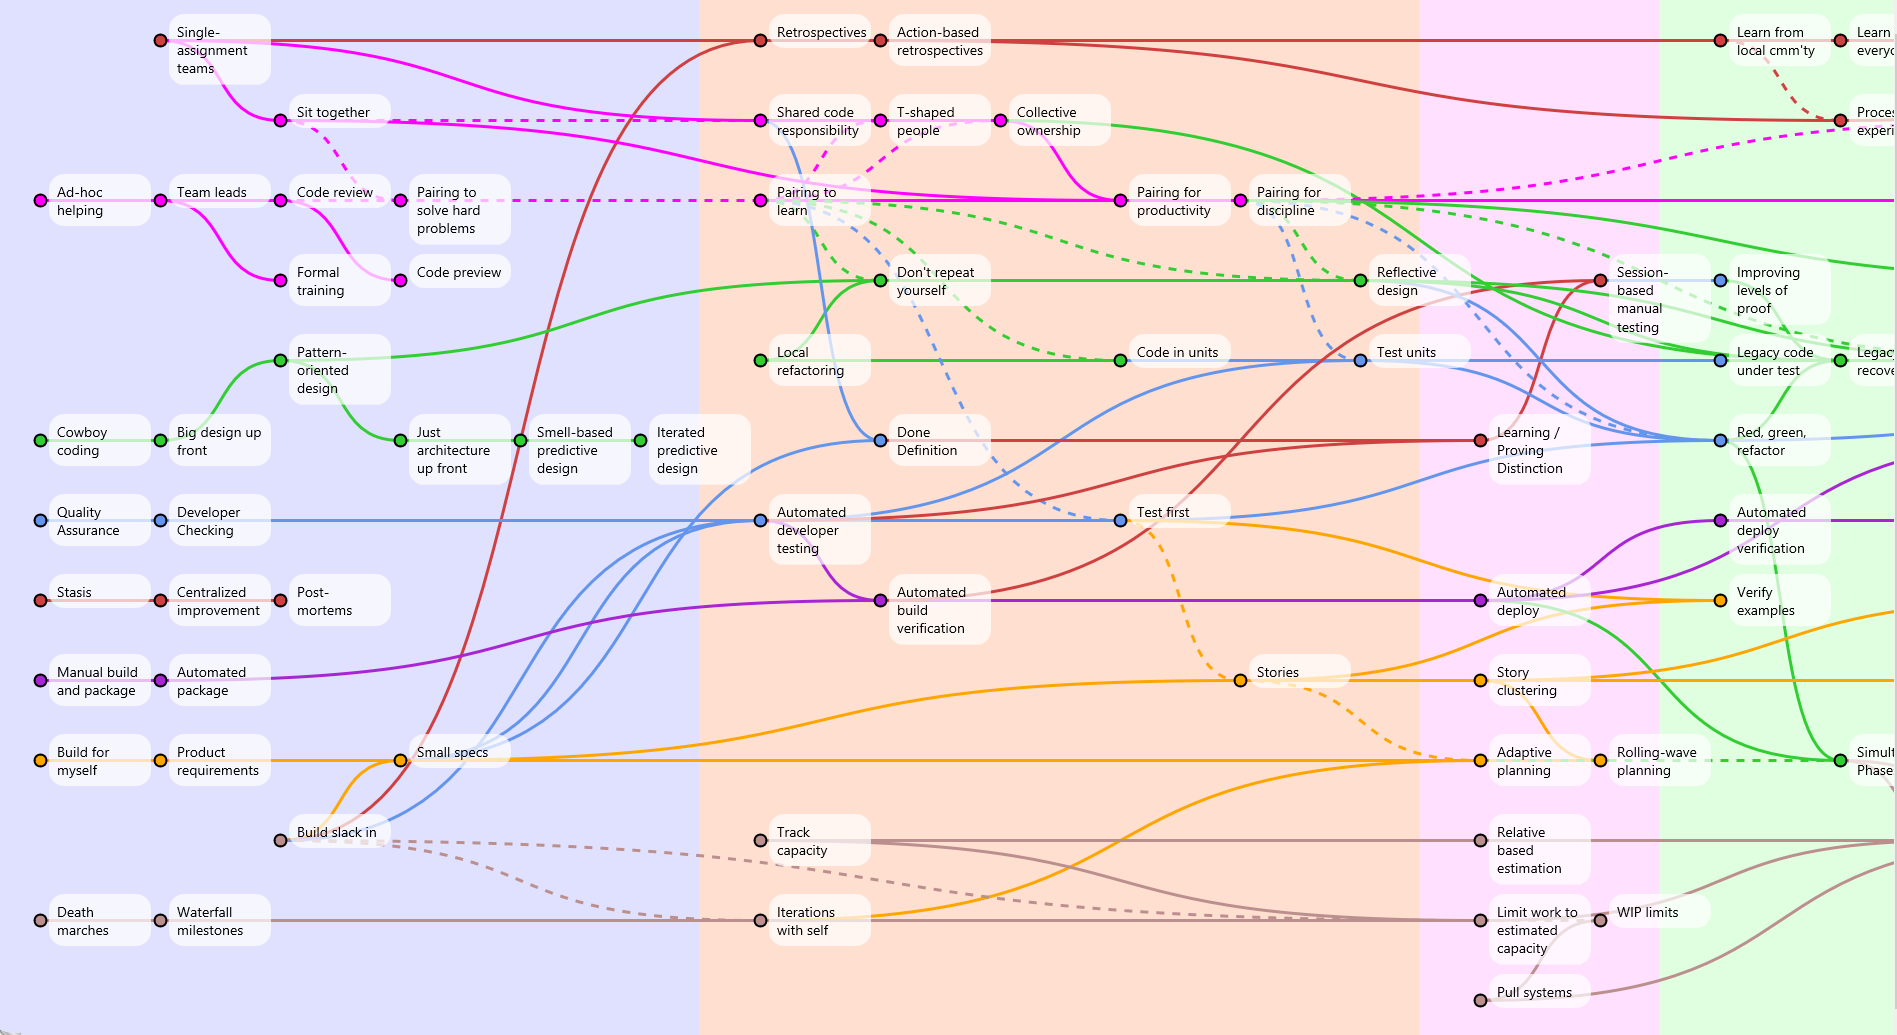 Single-
assignment
teams
Retrospectives
Action-based
retrospectives
Learn from
local cmm'ty
Learn
Sit together
Shared code
responsibility
T-shaped
people
Collective
ownership
Ad-hoc
helping
Team leads
Code review
Pairing to
solve hard
problems
Pairing to
learn
Pairing for
productivity
Pairing for
discipline
Formal
training
Code preview
Don't repeat
yourself
Reflective
design
Session-
based
manual
testing
Improving
levels of
proof
Pattern-
oriented
design
Local
refactoring
Code in units
Test units
Legacy code
under test
Cowboy
coding
Big design up
front
Just
architecture
up front
Smell-based
predictive
design
Iterated
predictive
design
Done
Definition
Learning /
Proving
Distinction
Red, green,
refactor
Quality
Assurance
Developer
Checking
Automated
developer
testing
Test first
Automated
deploy
verification
Stasis
Centralized
improvement
Post-
mortems
Automated
build
verification
Automated
deploy
Verify
examples
Manual build
and package
Automated
package
Stories
Story
clustering
Build for
myself
Product
requirements
Small specs
Adaptive
planning
Rolling-wave
planning
Phase
Build slack in
Track
capacity
Relative
based
estimation
Death
marches
Waterfall
milestones
Iterations
with self
Limit work to
estimated
capacity
WIP limits
Pull systems